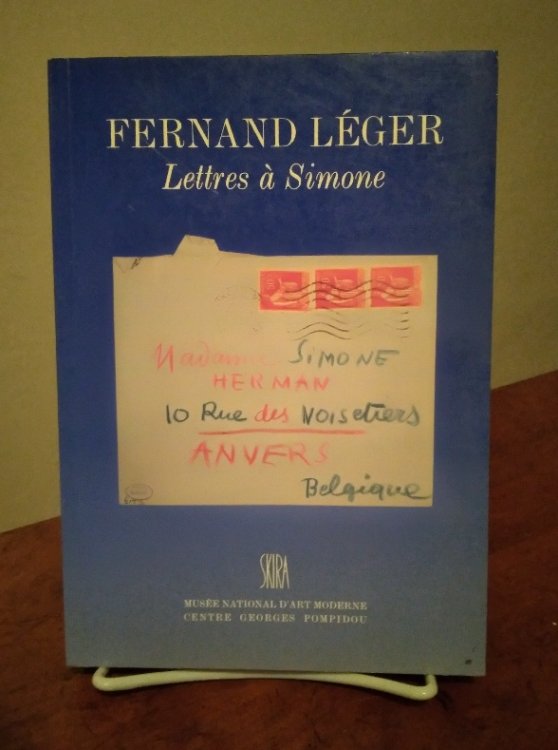 FERNAND LÉGER
Lettres à Simone
Madame SIMONE
HERMAN
10 Rue des Noisetiers
ANVERS
Belgique
SKIRA
MUSÉE NATIONAL D'ART MODERNE
CENTRE GEORGES POMPIDOU